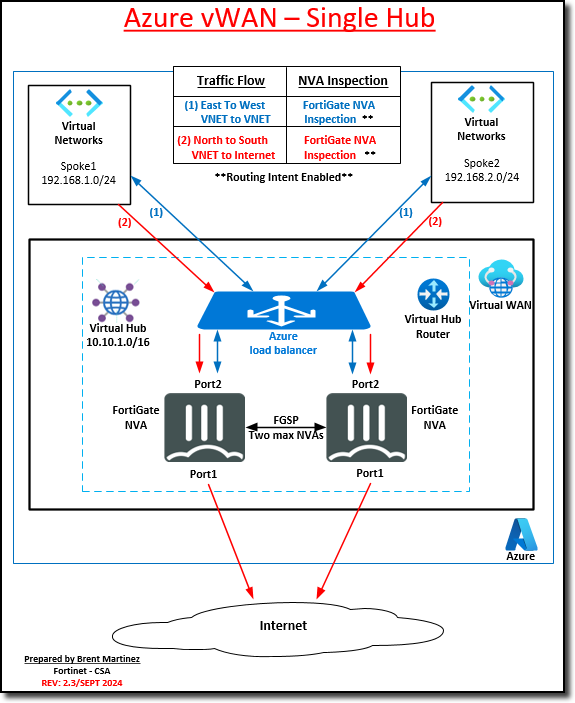 Azure vWAN – Single Hub
Traffic Flow
NVA Inspection
(1) East To West
VNET to VNET
FortiGate NVA
Inspection **
(2) North to South
VNET to Internet
FortiGate NVA
Inspection **
**Routing Intent Enabled**
Virtual
Networks
Spoke1
192.168.1.0/24
Virtual
Networks
Spoke2
192.168.2.0/24
(1)
(2)
(1)
(2)
Virtual Hub
10.10.1.0/16
Azure
load balancer
Virtual Hub
Router
Virtual WAN
Port2
Port2
FortiGate
NVA
FGSP
Two max NVAs
FortiGate
NVA
Port1
Port1
Azure
Internet
Prepared by Brent Martinez
Fortinet - CSA
REV: 2.3/SEPT 2024